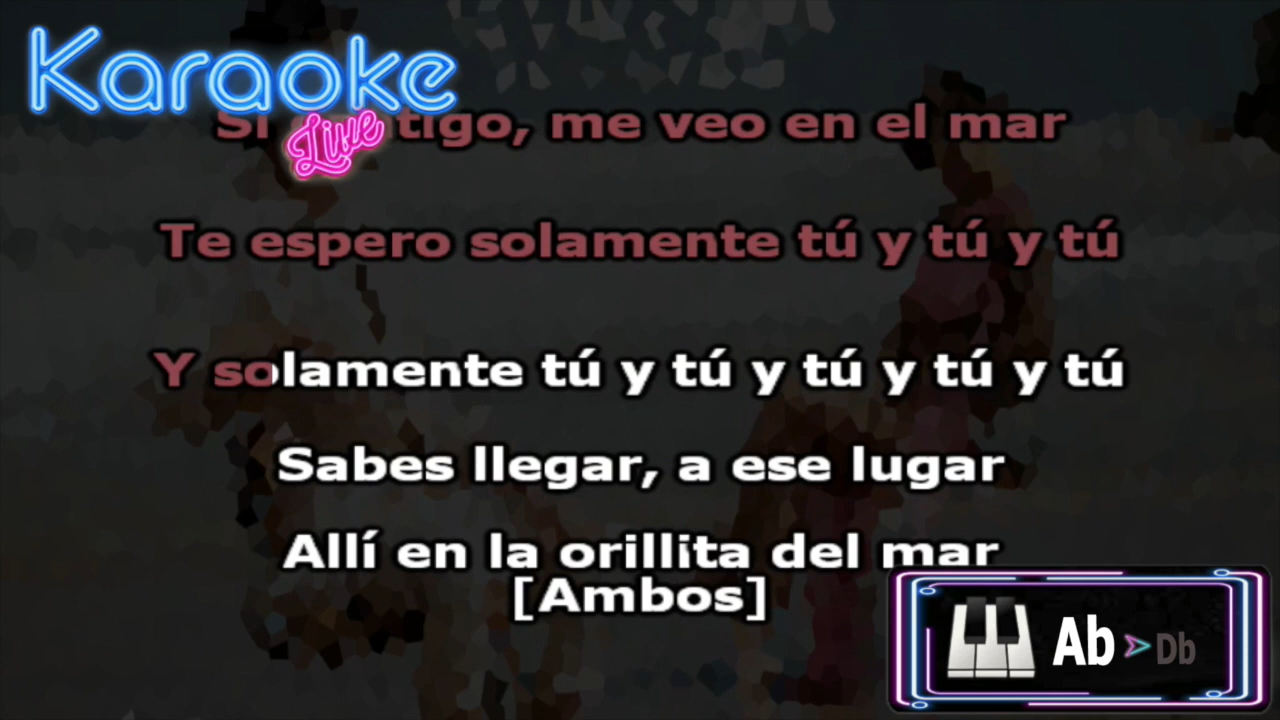 Karaoke
Live
tigo, me veo en el mar
Te espero solamente tú y tú y tú
Y solamente tú y tú y tú y tú y tú
Sabes llegar, a ese lugar
Allí en la orillita del mar
[Ambos]
Ab
Db